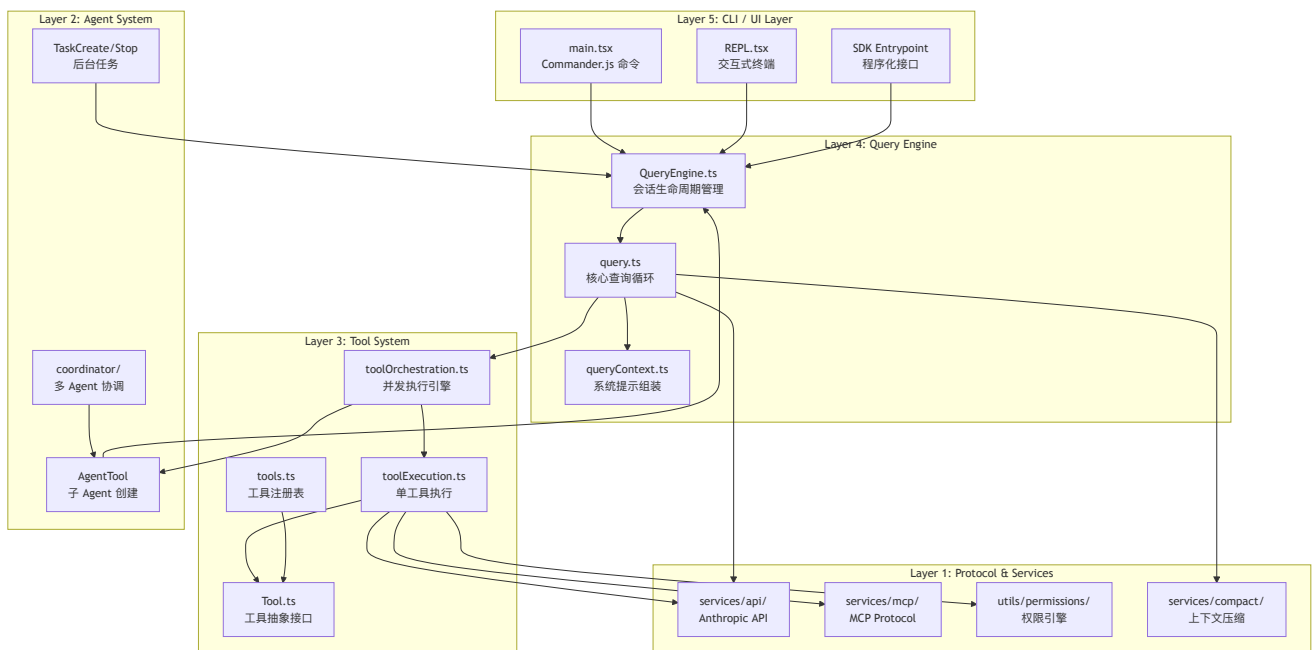 Layer 2: Agent System
TaskCreate/Stop
后台任务
coordinator/
多 Agent 协调
AgentTool
子 Agent 创建
Layer 5: CLI / UI Layer
main.tsx
Commander.js 命令
REPL.tsx
交互式终端
SDK Entrypoint
程序化接口
Layer 4: Query Engine
QueryEngine.ts
会话生命周期管理
query.ts
核心查询循环
queryContext.ts
系统提示组装
Layer 3: Tool System
toolOrchestration.ts
并发执行引擎
tools.ts
工具注册表
toolExecution.ts
单工具执行
Tool.ts
工具抽象接口
Layer 1: Protocol & Services
services/api/
Anthropic API
services/mcp/
MCP Protocol
utils/permissions/
权限引擎
services/compact/
上下文压缩